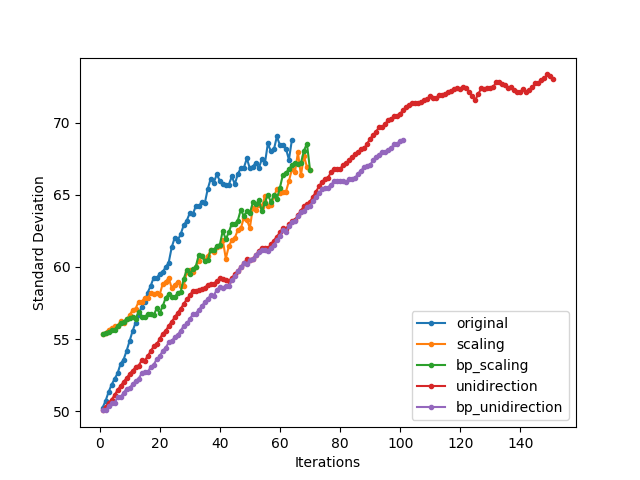 70
65
60
55
50
Standard Deviation
0 20 40 60 80 100 120 140
Iterations
original
scaling
bp_scaling
unidirection
bp_unidirection